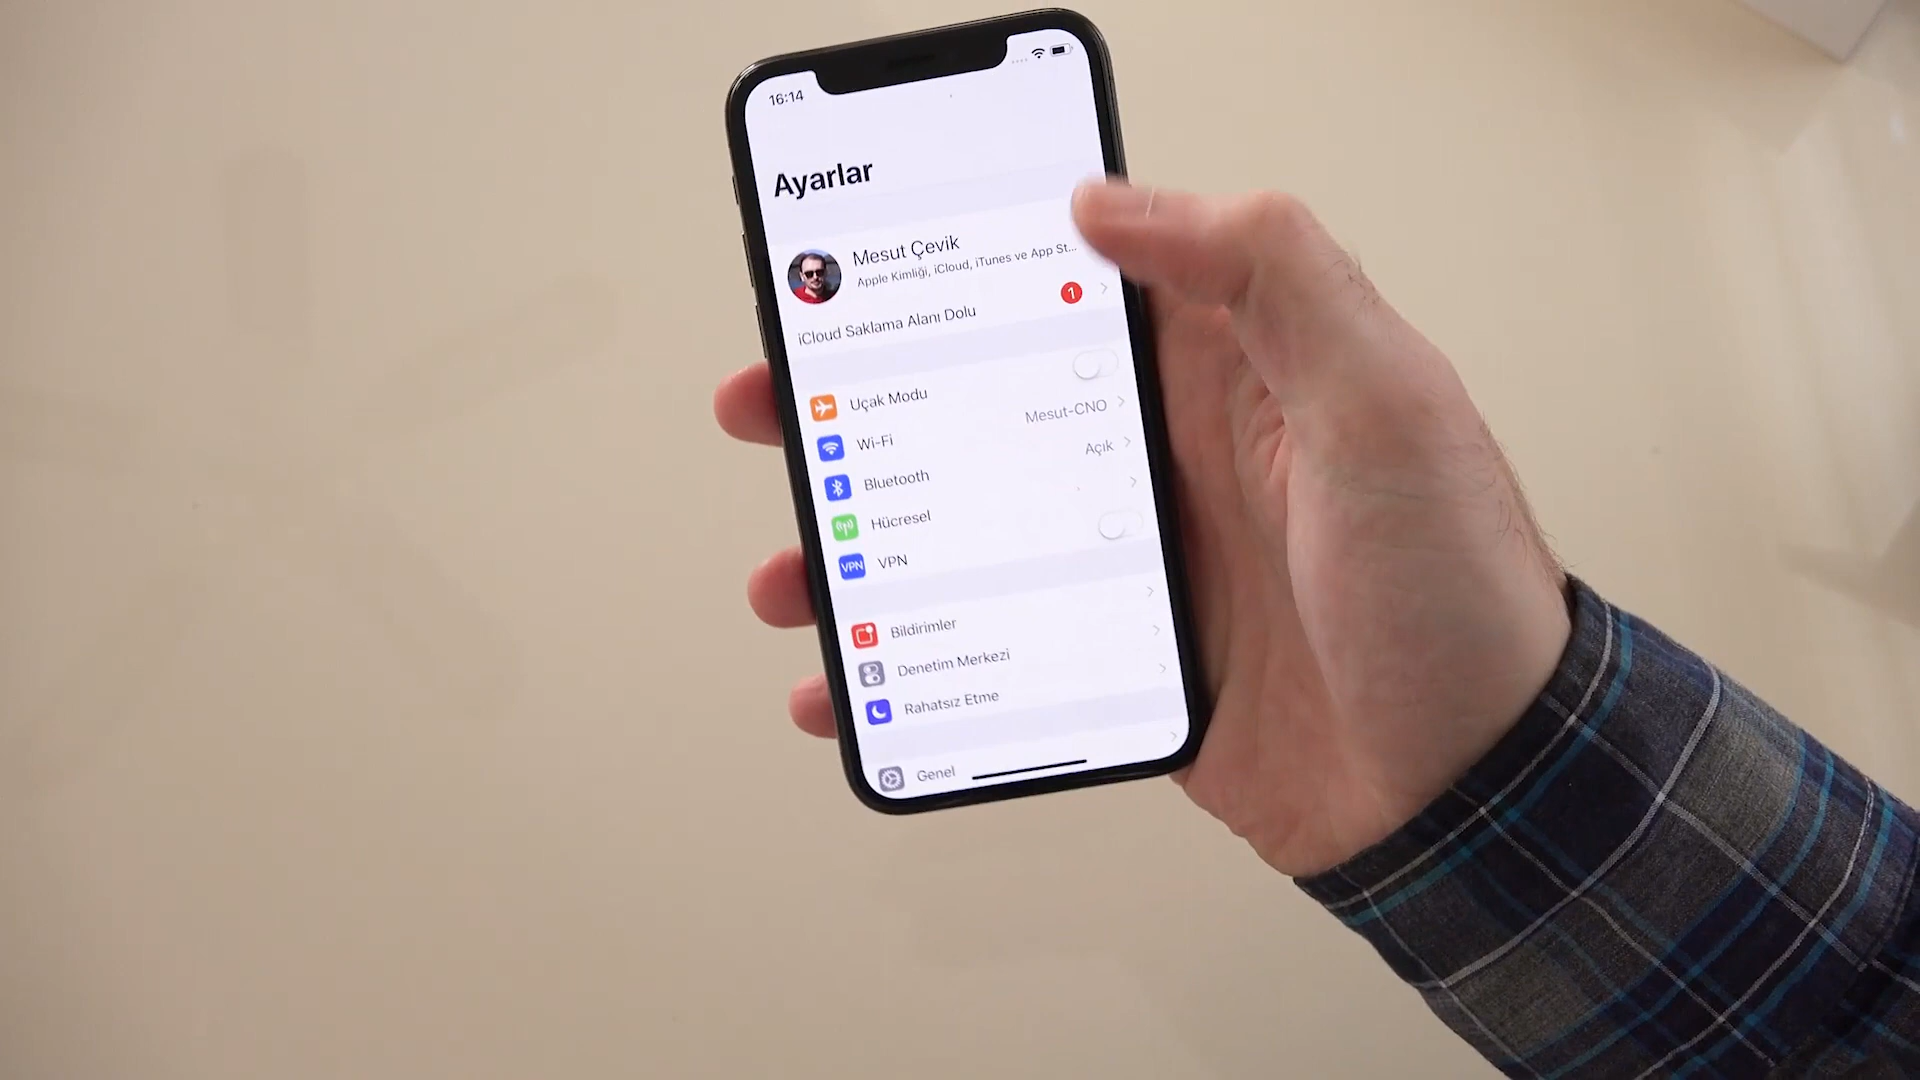 16:14
Ayarlar
Mesut Çevik
Apple Kimliği, iCloud, iTunes ve App St...
iCloud Saklama Alanı Dolu
1
Uçak Modu
Wi-Fi
Mesut-CNO
Bluetooth
Açık
Hücresel
VPN
VPN
Bildirimler
Denetim Merkezi
Rahatsız Etme
Genel